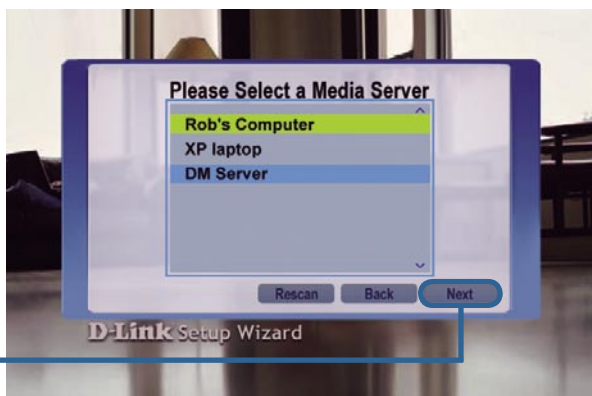 Please Select a Media Server
Rob's Computer
XP laptop
DM Server
Rescan Back Next
D-Link Setup Wizard